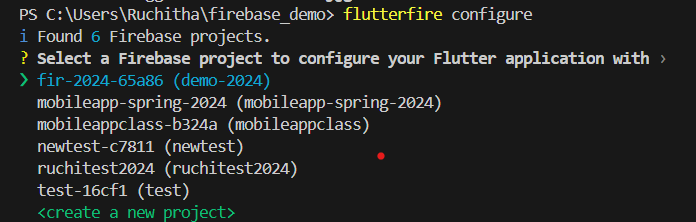 PS C:\Users\Ruchitha\firebase_demo> flutterfire configure
i Found 6 Firebase projects.
? Select a Firebase project to configure your Flutter application with ›
❯ fir-2024-65a86 (demo-2024)
mobileapp-spring-2024 (mobileapp-spring-2024)
mobileappclass-b324a (mobileappclass)
newtest-c7811 (newtest)
ruchitest2024 (ruchitest2024)
test-16cf1 (test)
<create a new project>